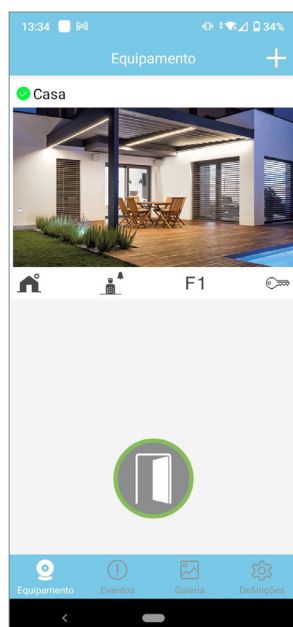 13:34
34%
Equipamento
Casa
F1
Equipamento
Eventos
Galeria
Definições